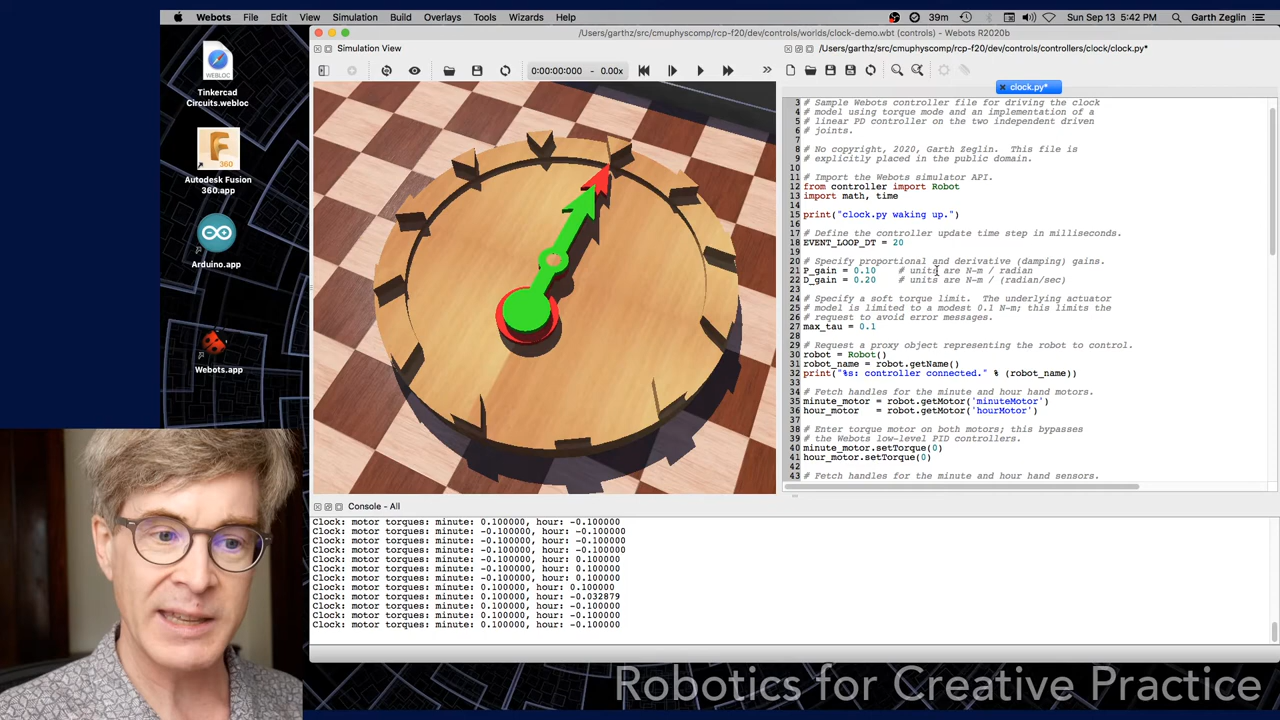 Webots File Edit View Simulation Build Overlays Tools Wizards Help
39m Sun Sep 13 5:42 PM Garth Zeglin
/Users/garthz/src/cmuphyscomp/rcp-f20/dev/controls/worlds/clock-demo.wbt (controls) - Webots R2020b
Simulation View
/Users/garthz/src/cmuphyscomp/rcp-f20/dev/controls/controllers/clock/clock.py*
0:00:00:000 - 0.00x
clock.py*
WEBLOC
Tinkercad
Circuits.webloc
360
Autodesk Fusion
360.app
Arduino.app
Webots.app
3 # Sample Webots controller file for driving the clock
4 # model using torque mode and an implementation of a
5 # linear PD controller on the two independent driven
6 # joints.
7
8 # No copyright, 2020, Garth Zeglin. This file is
9 # explicitly placed in the public domain.
10
11 # Import the Webots simulator API.
12 from controller import Robot
13 import math, time
14
15 print("clock.py waking up.")
16
17 # Define the controller update time step in milliseconds.
18 EVENT_LOOP_DT = 20
19
20 # Specify proportional and derivative (damping) gains.
21 P_gain = 0.10 # units are N-m / radian
22 D_gain = 0.20 # units are N-m / (radian/sec)
23
24 # Specify a soft torque limit. The underlying actuator
25 # model is limited to a modest 0.1 N-m; this limits the
26 # request to avoid error messages.
27 max_tau = 0.1
28
29 # Request a proxy object representing the robot to control.
30 robot = Robot()
31 robot_name = robot.getName()
32 print("%s: controller connected." % (robot_name))
33
34 # Fetch handles for the minute and hour hand motors.
35 minute_motor = robot.getMotor('minuteMotor')
36 hour_motor = robot.getMotor('hourMotor')
37
38 # Enter torque motor on both motors; this bypasses
39 # the Webots low-level PID controllers.
40 minute_motor.setTorque(0)
41 hour_motor.setTorque(0)
42
43 # Fetch handles for the minute and hour hand sensors.
Console - All
Clock: motor torques: minute: 0.100000, hour: -0.100000
Clock: motor torques: minute: -0.100000, hour: -0.100000
Clock: motor torques: minute: -0.100000, hour: -0.100000
Clock: motor torques: minute: -0.100000, hour: -0.100000
Clock: motor torques: minute: -0.100000, hour: 0.100000
Clock: motor torques: minute: 0.100000, hour: -0.100000
Clock: motor torques: minute: -0.100000, hour: 0.100000
Clock: motor torques: minute: 0.100000, hour: 0.100000
Clock: motor torques: minute: 0.100000, hour: -0.032879
Clock: motor torques: minute: 0.100000, hour: -0.100000
Clock: motor torques: minute: 0.100000, hour: -0.100000
Clock: motor torques: minute: 0.100000, hour: -0.100000
Robotics for Creative Practice